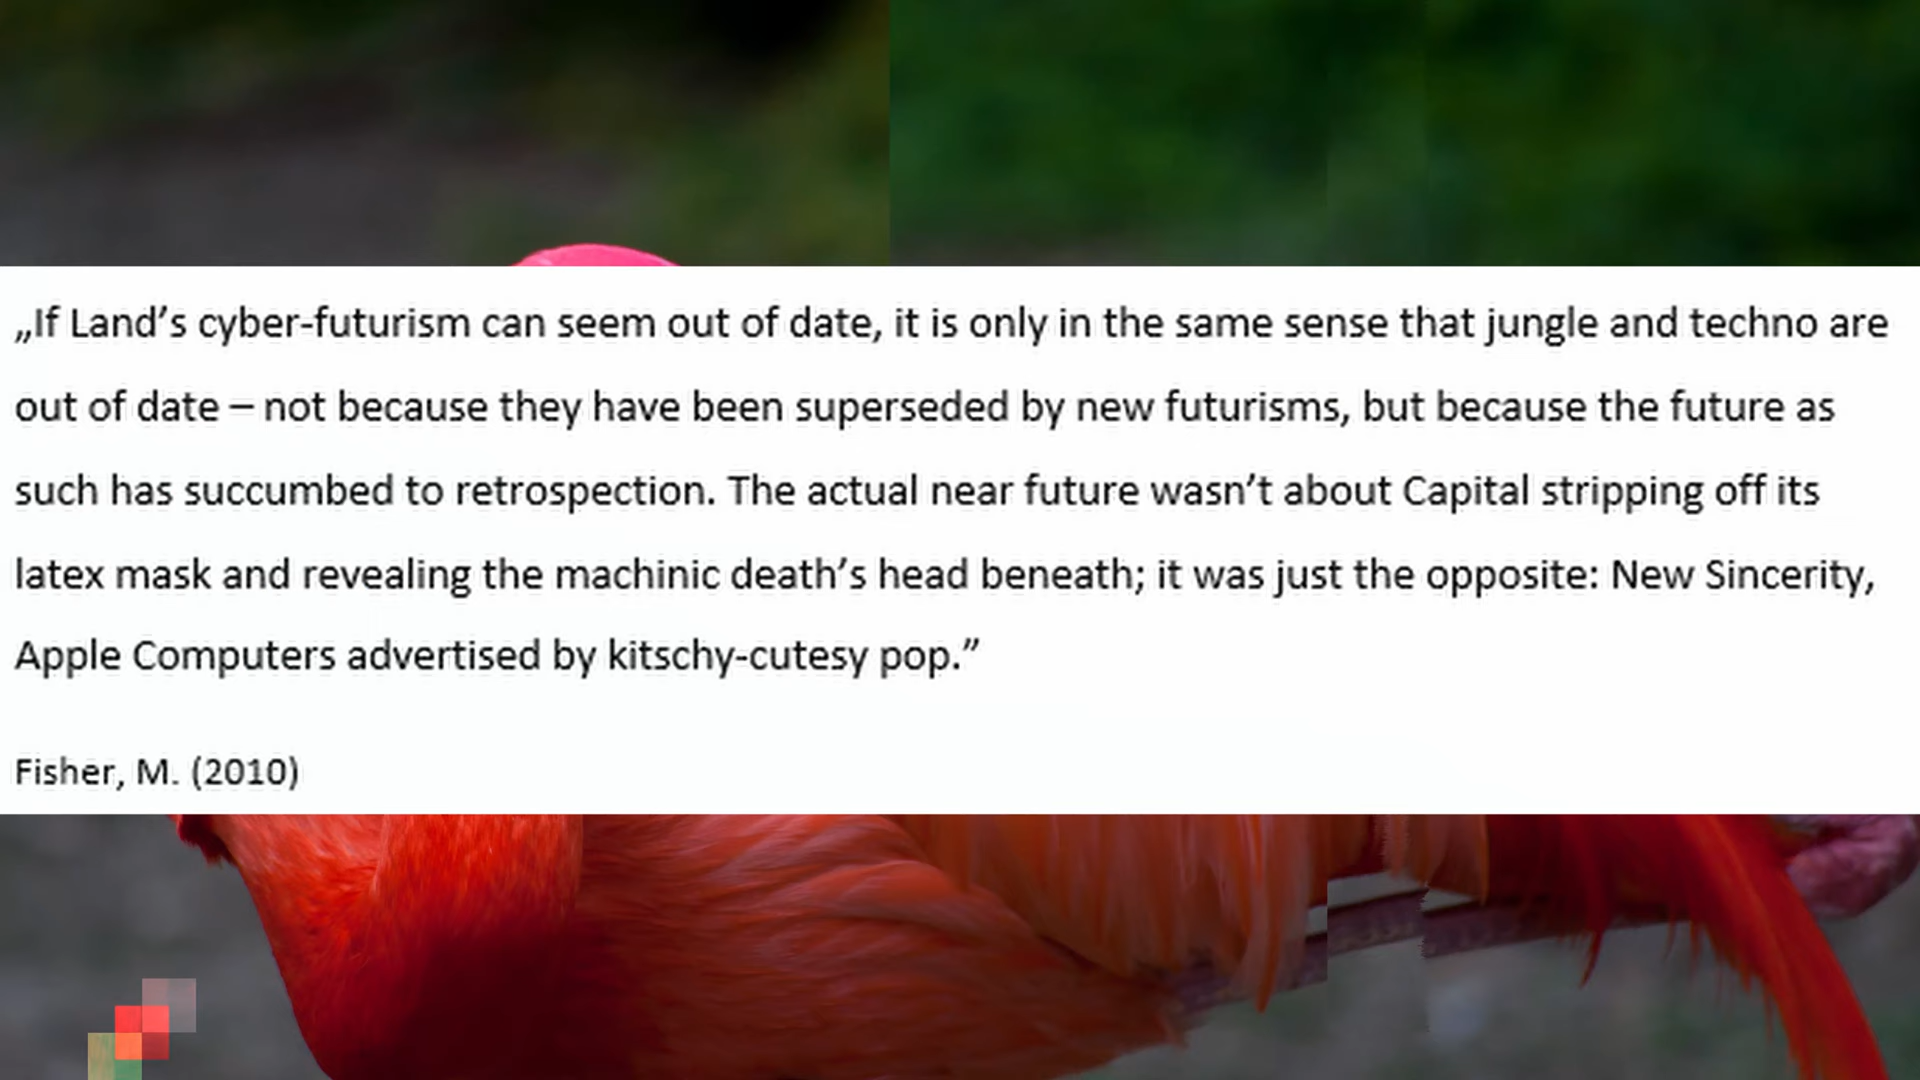 „If Land’s cyber-futurism can seem out of date, it is only in the same sense that jungle and techno are
out of date – not because they have been superseded by new futurisms, but because the future as
such has succumbed to retrospection. The actual near future wasn’t about Capital stripping off its
latex mask and revealing the machinic death’s head beneath; it was just the opposite: New Sincerity,
Apple Computers advertised by kitschy-cutesy pop.”
Fisher, M. (2010)